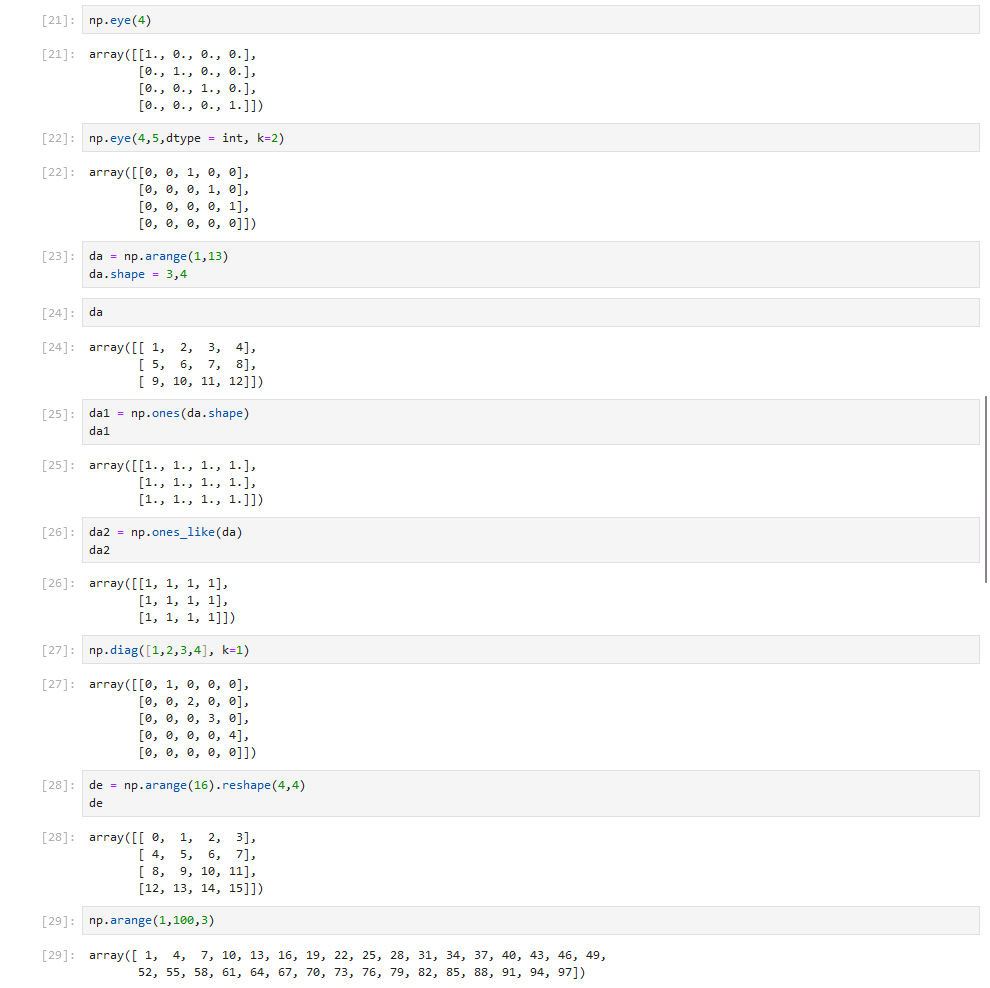 [21]: np.eye(4)
[21]: array([[1., 0., 0., 0.],
       [0., 1., 0., 0.],
       [0., 0., 1., 0.],
       [0., 0., 0., 1.]])
[22]: np.eye(4,5,dtype = int, k=2)
[22]: array([[0, 0, 1, 0, 0],
       [0, 0, 0, 1, 0],
       [0, 0, 0, 0, 1],
       [0, 0, 0, 0, 0]])
[23]: da = np.arange(1,13)
da.shape = 3,4
[24]: da
[24]: array([[ 1,  2,  3,  4],
       [ 5,  6,  7,  8],
       [ 9, 10, 11, 12]])
[25]: da1 = np.ones(da.shape)
da1
[25]: array([[1., 1., 1., 1.],
       [1., 1., 1., 1.],
       [1., 1., 1., 1.]])
[26]: da2 = np.ones_like(da)
da2
[26]: array([[1, 1, 1, 1],
       [1, 1, 1, 1],
       [1, 1, 1, 1]])
[27]: np.diag([1,2,3,4], k=1)
[27]: array([[0, 1, 0, 0, 0],
       [0, 0, 2, 0, 0],
       [0, 0, 0, 3, 0],
       [0, 0, 0, 0, 4],
       [0, 0, 0, 0, 0]])
[28]: de = np.arange(16).reshape(4,4)
de
[28]: array([[ 0,  1,  2,  3],
       [ 4,  5,  6,  7],
       [ 8,  9, 10, 11],
       [12, 13, 14, 15]])
[29]: np.arange(1,100,3)
[29]: array([ 1,  4,  7, 10, 13, 16, 19, 22, 25, 28, 31, 34, 37, 40, 43, 46, 49,
       52, 55, 58, 61, 64, 67, 70, 73, 76, 79, 82, 85, 88, 91, 94, 97])